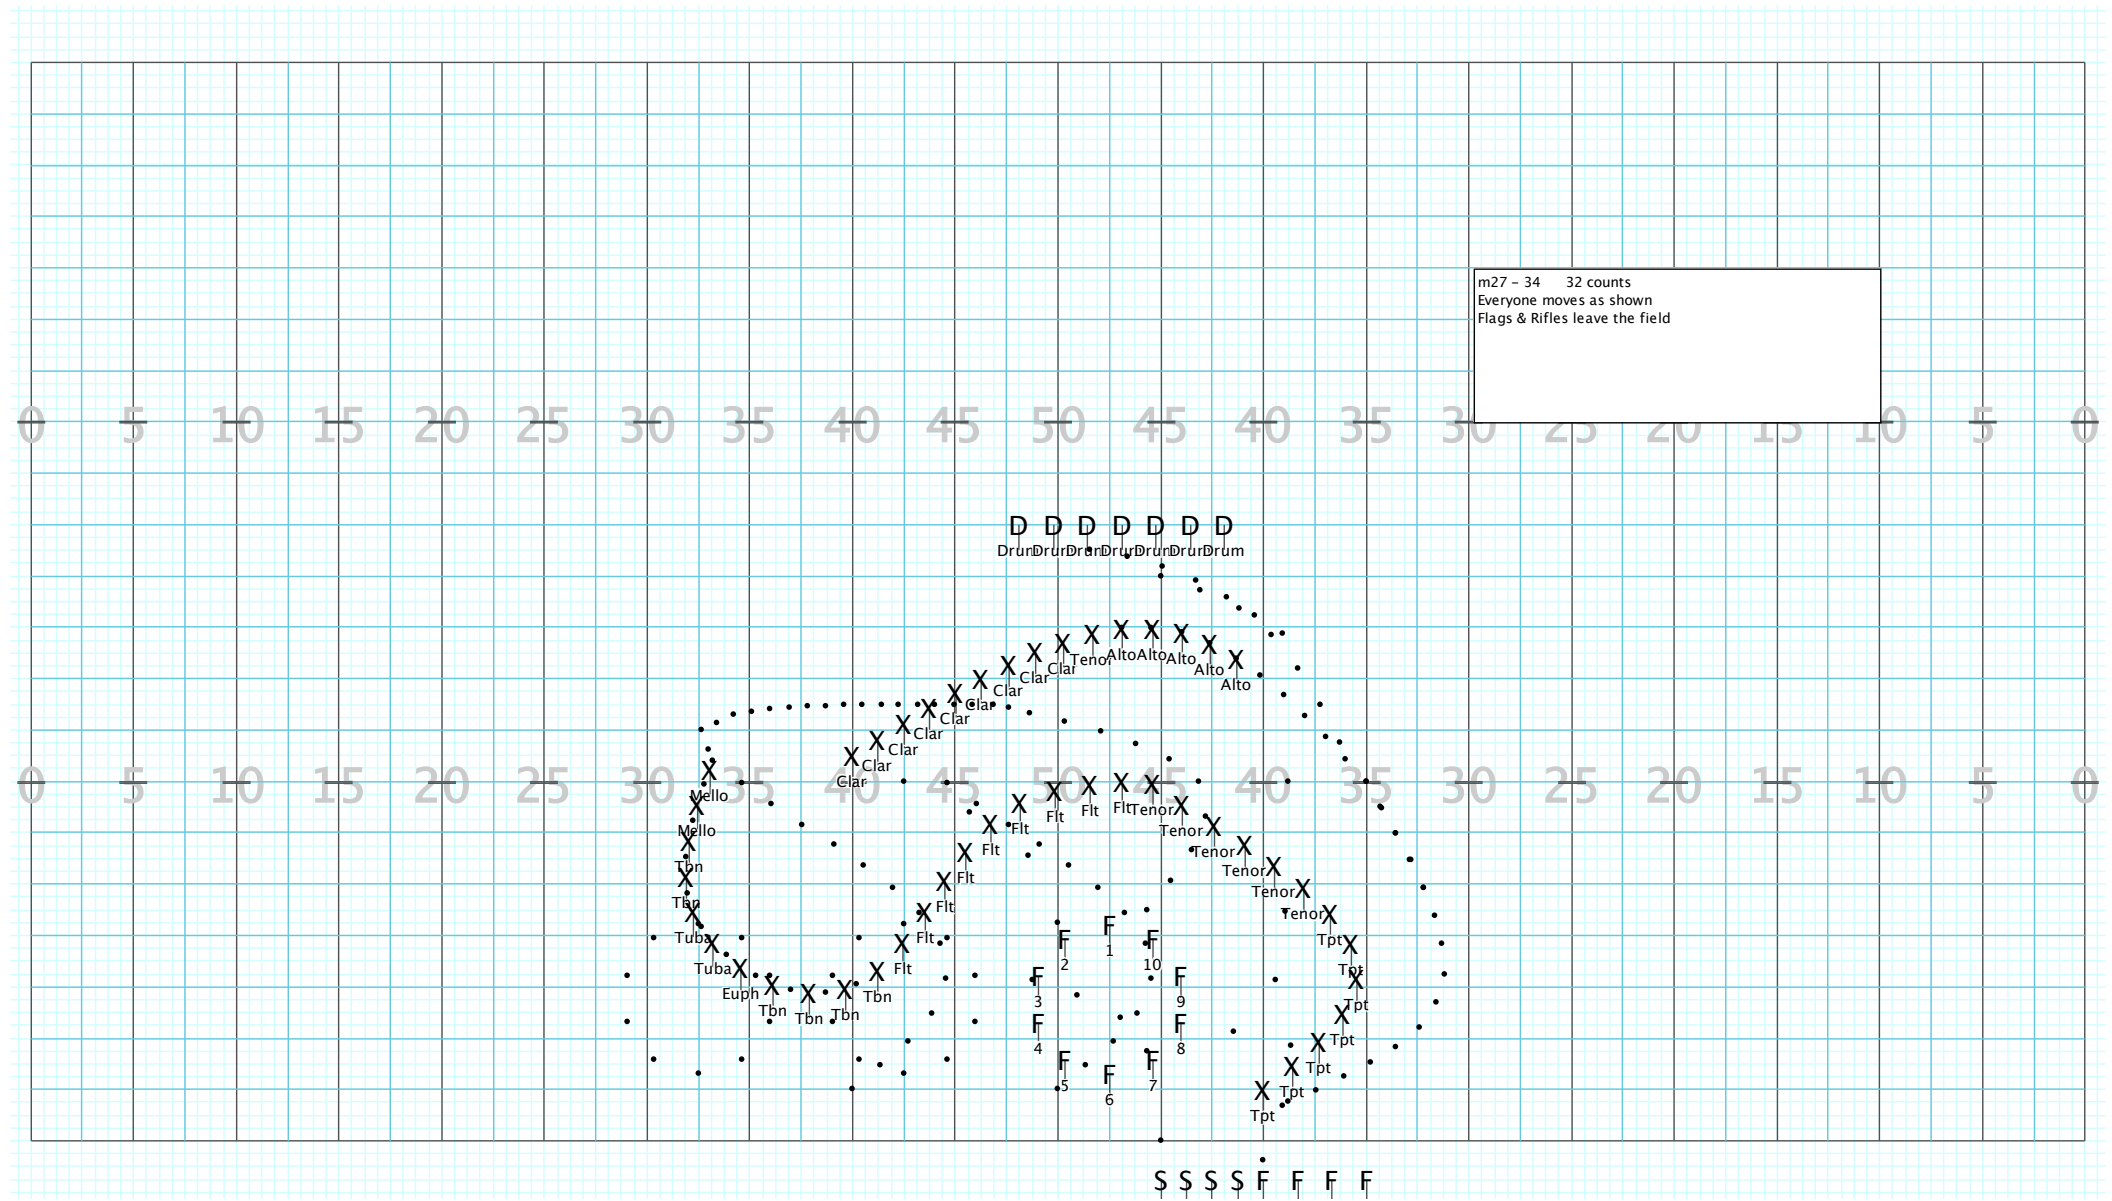 m27 – 34 32 counts
Everyone moves as shown
Flags & Rifles leave the field
0 5 10 15 20 25 30 35 40 45 50 45 40 35 30 25 20 15 10 5 0
D D D D D D D
Drum Drum Drum Drum Drum Drum Drum
X X X X X X X X X X X X X X X
Clar Clar Clar Clar Clar Clar Clar Clar Clar Tenor Alto Alto Alto Alto Alto
0 5 10 15 20 25 30 35 40 45 50 45 40 35 30 25 20 15 10 5 0
X X X X X X X X X X X
Mello Mello Tbn Tbn Tuba Tuba Euph Tbn Tbn Tbn Tbn
X X X X X X X X X X
Flt Flt Flt Flt Flt Flt Flt Flt Flt
Tenor Tenor Tenor Tenor Tenor Tenor
X X X X X X X
Tpt Tpt Tpt Tpt Tpt Tpt Tpt
F F F F F F F F F F
1 2 10 3 9 4 8 5 7 6
S S S S F F F F